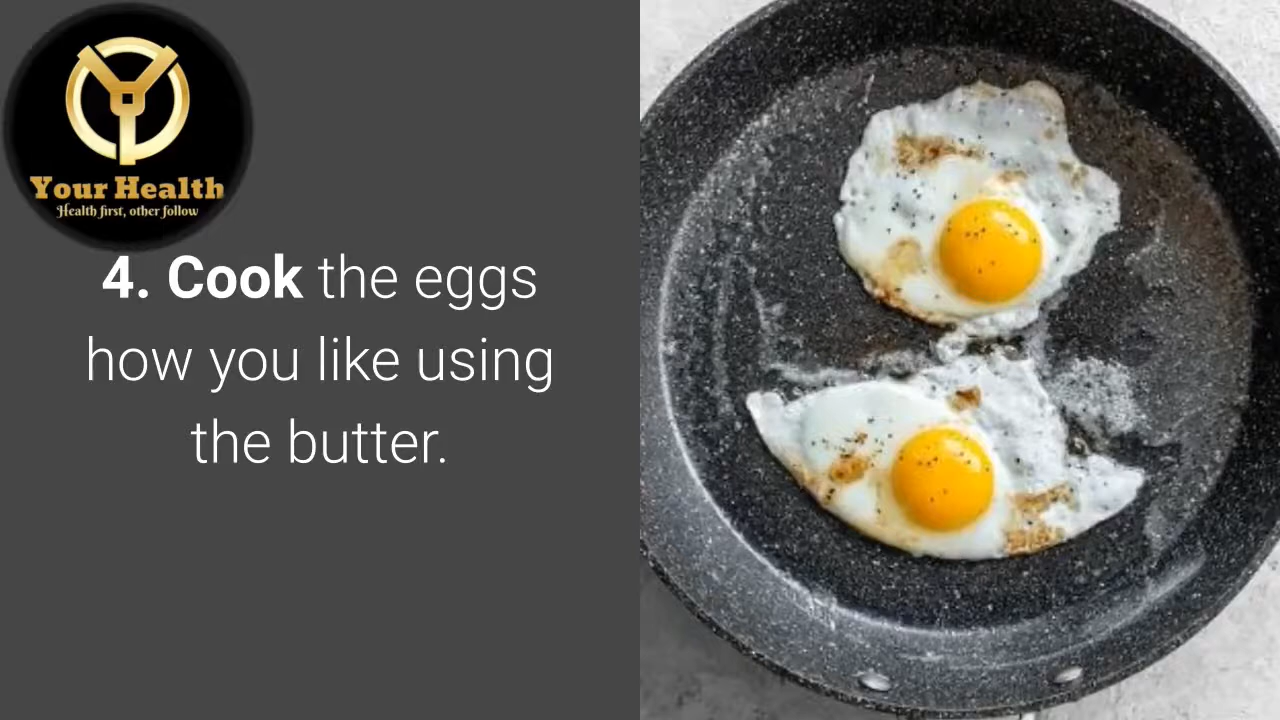 Your Health
Health first, other follow
4. Cook the eggs
how you like using
the butter.